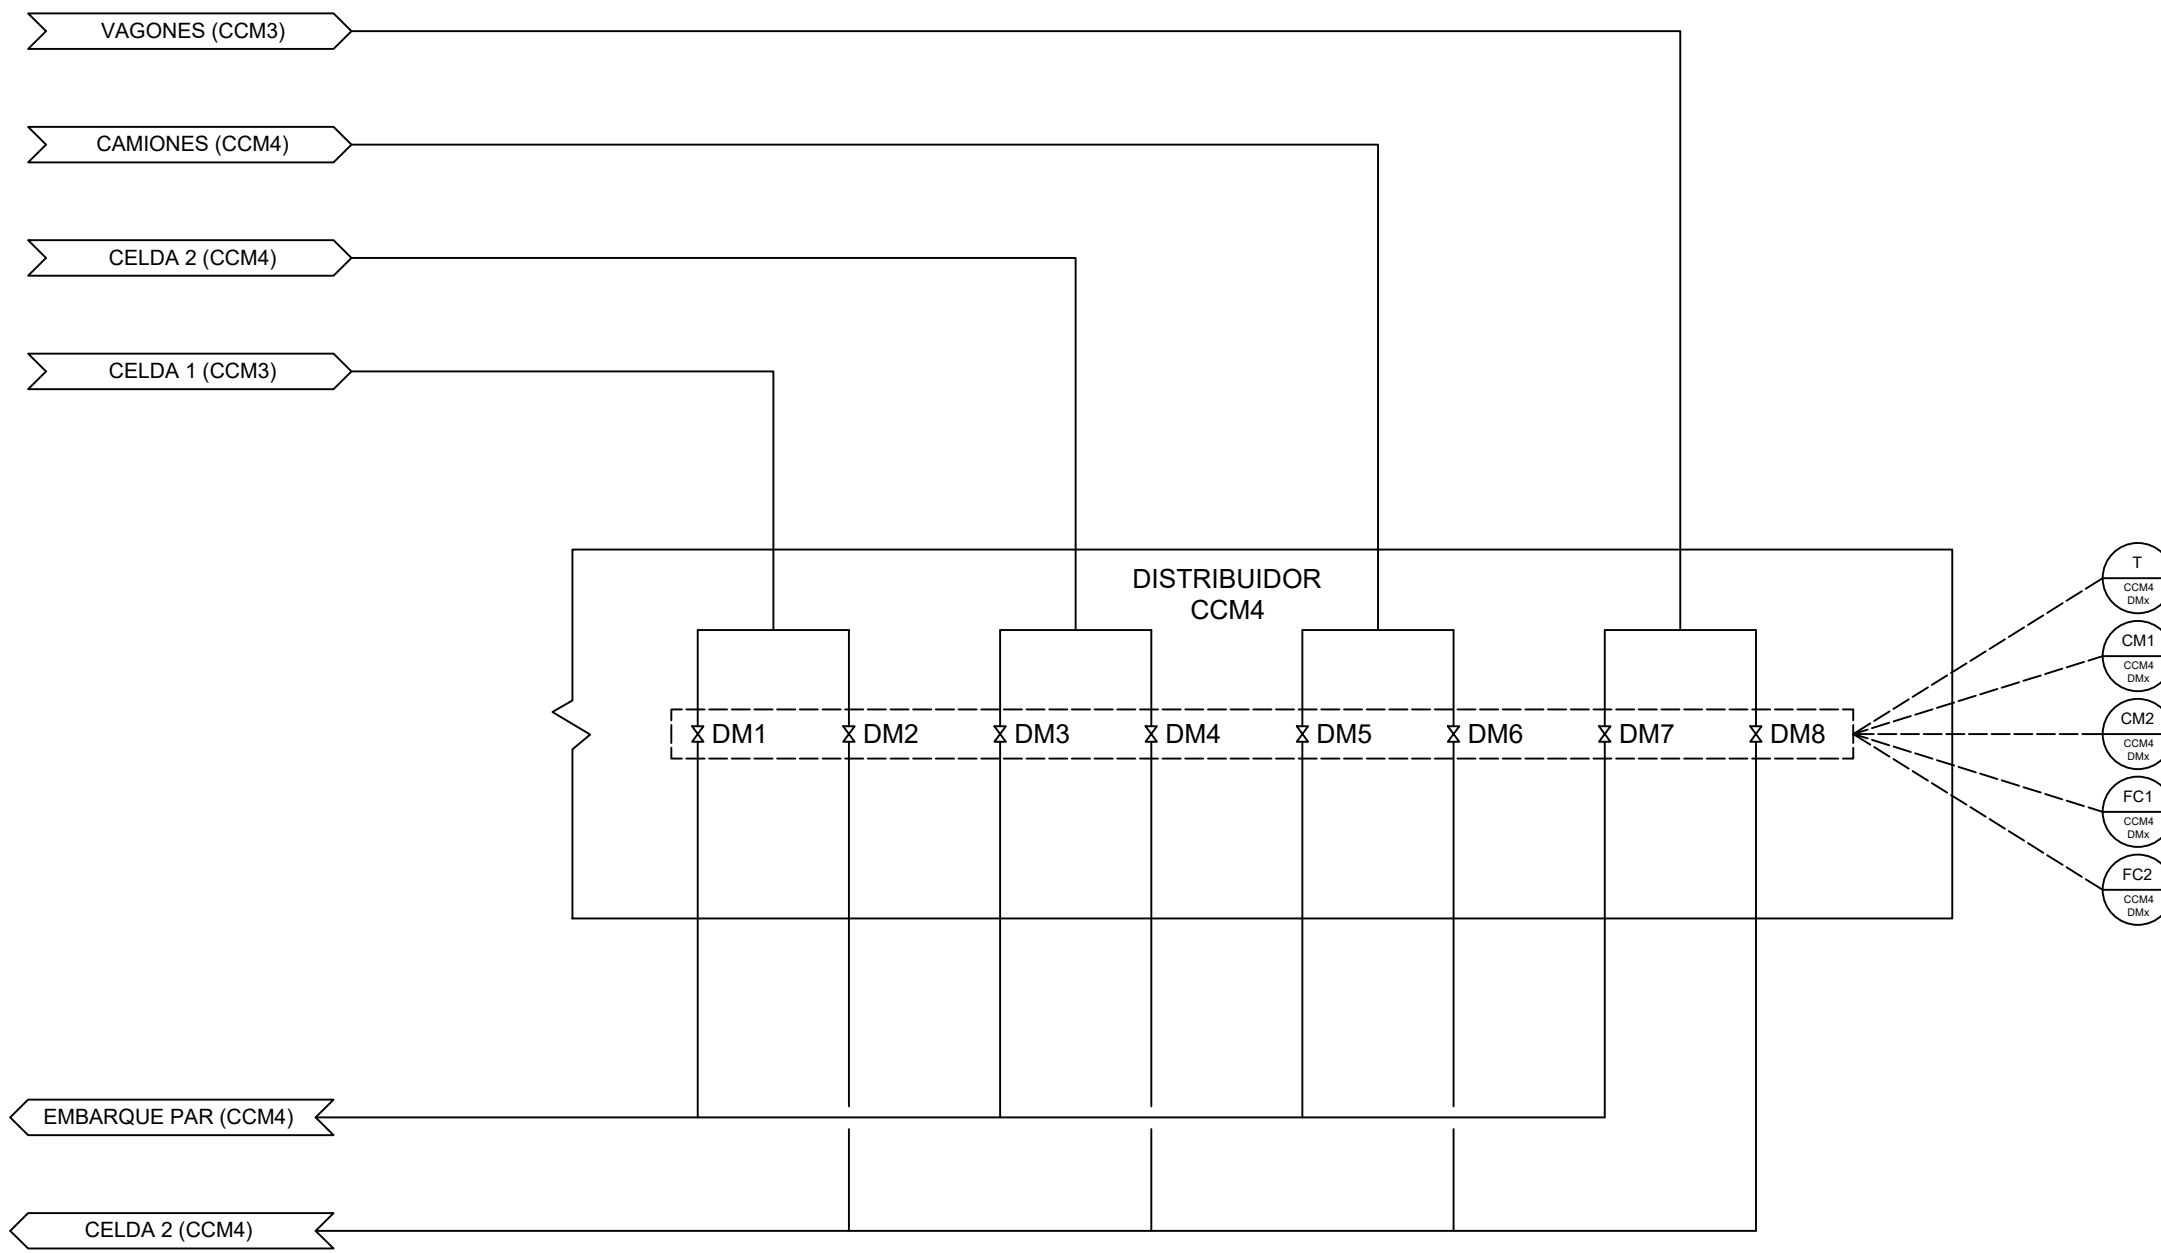 VAGONES (CCM3)
CAMIONES (CCM4)
CELDA 2 (CCM4)
CELDA 1 (CCM3)
DISTRIBUIDOR
CCM4
DM1 DM2 DM3 DM4 DM5 DM6 DM7 DM8
T
CCM4
DMx
CM1
CCM4
DMx
CM2
CCM4
DMx
FC1
CCM4
DMx
FC2
CCM4
DMx
EMBARQUE PAR (CCM4)
CELDA 2 (CCM4)